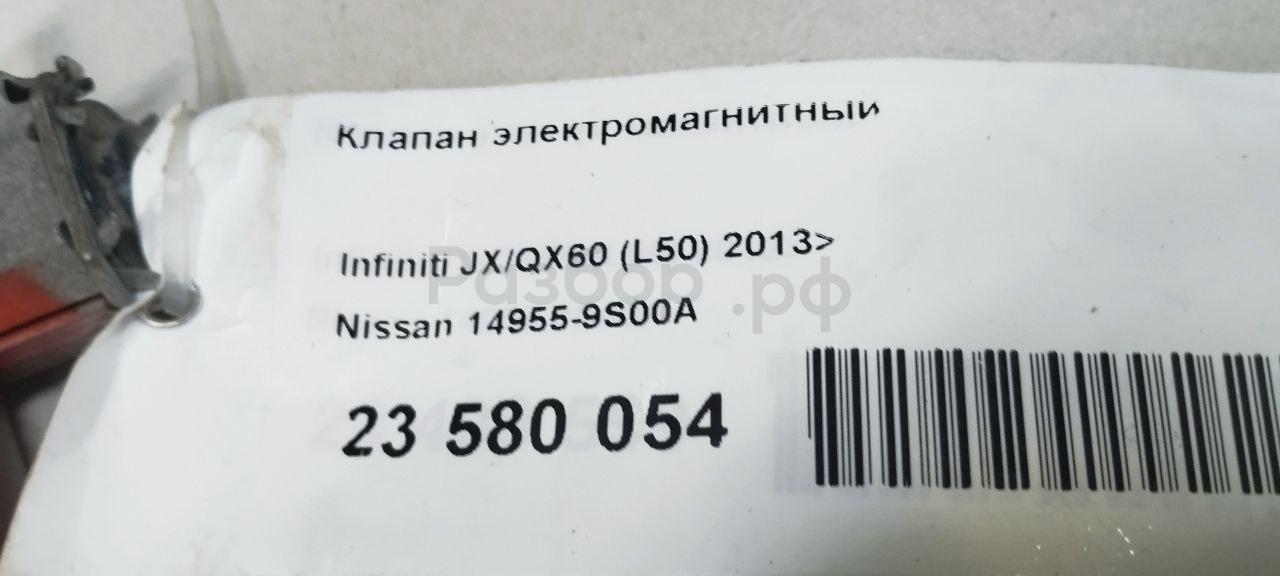 Клапан электромагнитный
Infiniti JX/QX60 (L50) 2013>
Разбор.рф
Nissan 14955-9S00A
23 580 054